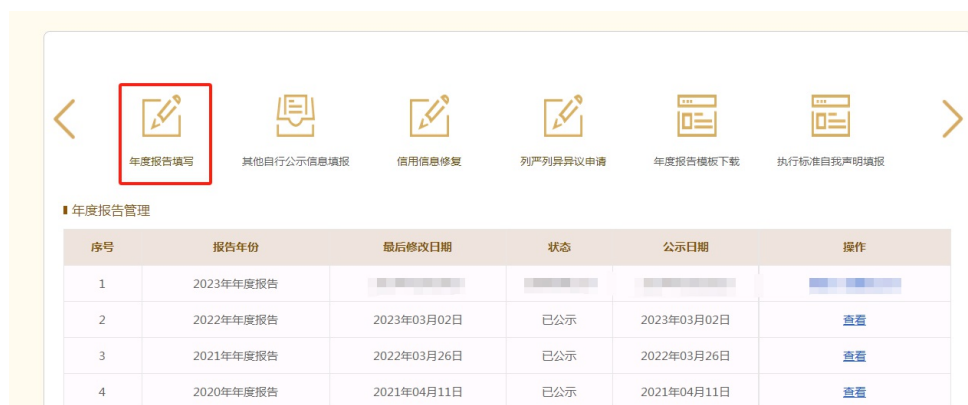 年度报告填写 其他自行公示信息填报 信用信息修复 列严列异异议申请 年度报告模板下载 执行标准自我声明填报
年度报告管理
序号 报告年份 最后修改日期 状态 公示日期 操作
1 2023年年度报告
2 2022年年度报告 2023年03月02日 已公示 2023年03月02日 查看
3 2021年年度报告 2022年03月26日 已公示 2022年03月26日 查看
4 2020年年度报告 2021年04月11日 已公示 2021年04月11日 查看